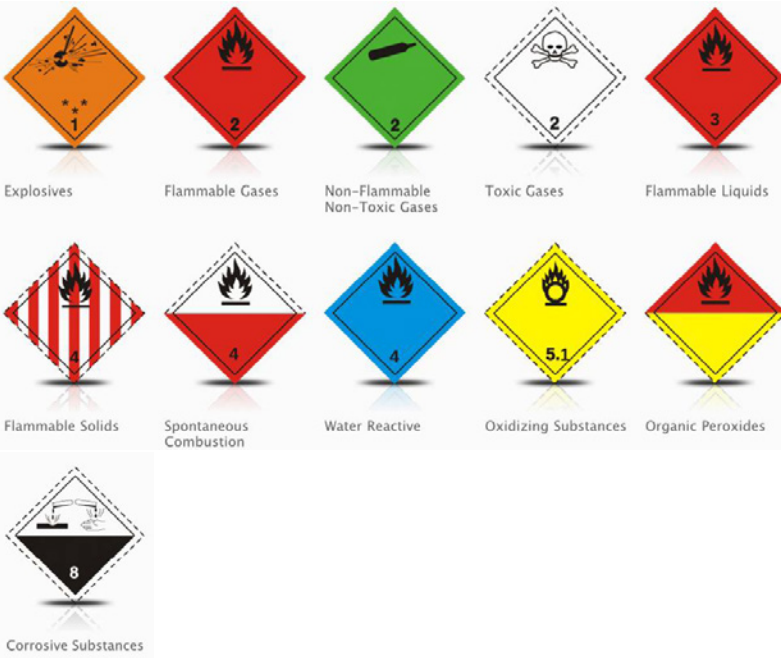 1
2
2
2
3
Explosives
Flammable Gases
Non-Flammable
Non-Toxic Gases
Toxic Gases
Flammable Liquids
4
4
4
5.1
Flammable Solids
Spontaneous
Combustion
Water Reactive
Oxidizing Substances
Organic Peroxides
8
Corrosive Substances